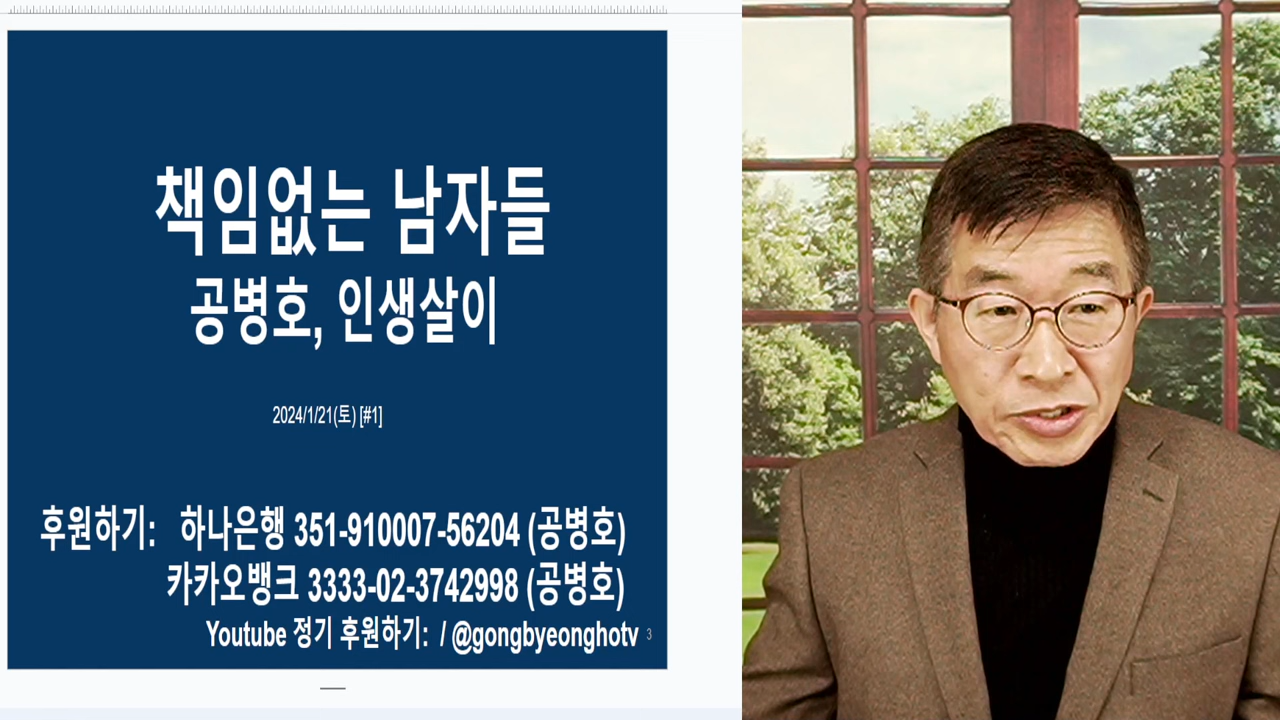 책임없는 남자들
공병호, 인생살이
2024/1/21(토) [#1]
후원하기: 하나은행 351-910007-56204 (공병호)
카카오뱅크 3333-02-3742998 (공병호)
Youtube 정기 후원하기: / @gongbyeonghotv 3